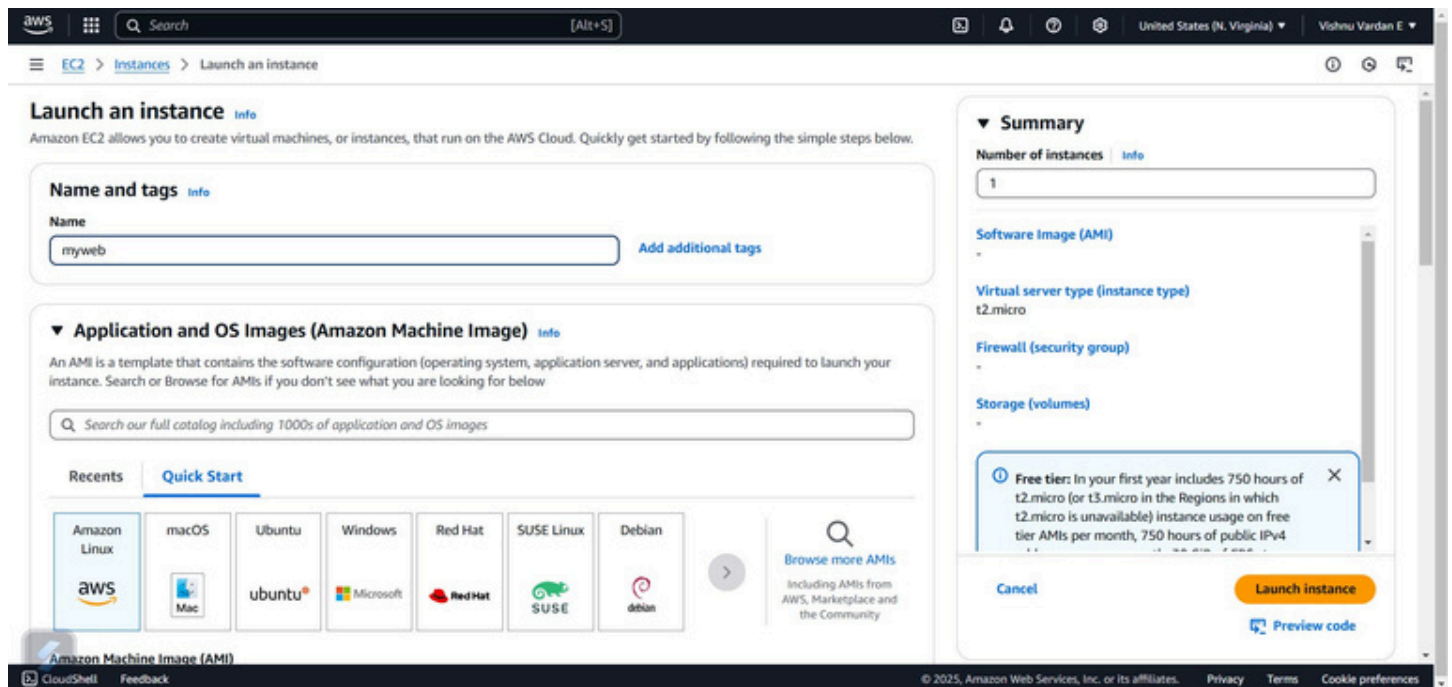 aws
Search
[Alt+S]
United States (N. Virginia)
Vishnu Vardan E
EC2 > Instances > Launch an instance
Launch an instance Info
Amazon EC2 allows you to create virtual machines, or instances, that run on the AWS Cloud. Quickly get started by following the simple steps below.
Name and tags Info
Name
myweb
Add additional tags
Application and OS Images (Amazon Machine Image) Info
An AMI is a template that contains the software configuration (operating system, application server, and applications) required to launch your
instance. Search or Browse for AMIs if you don't see what you are looking for below
Search our full catalog including 1000s of application and OS images
Recents
Quick Start
Amazon
Linux
aws
macOS
Mac
Ubuntu
ubuntu
Windows
Microsoft
Red Hat
Red Hat
SUSE Linux
SUSE
Debian
debian
Browse more AMIs
Including AMIs from
AWS, Marketplace and
the Community
Amazon Machine Image (AMI)
Summary
Number of instances Info
1
Software Image (AMI)
-
Virtual server type (instance type)
t2.micro
Firewall (security group)
-
Storage (volumes)
-
Free tier: In your first year includes 750 hours of
t2.micro (or t3.micro in the Regions in which
t2.micro is unavailable) instance usage on free
tier AMIs per month, 750 hours of public IPv4
Cancel
Launch instance
Preview code
CloudShell
Feedback
© 2025, Amazon Web Services, Inc. or its affiliates.
Privacy
Terms
Cookie preferences